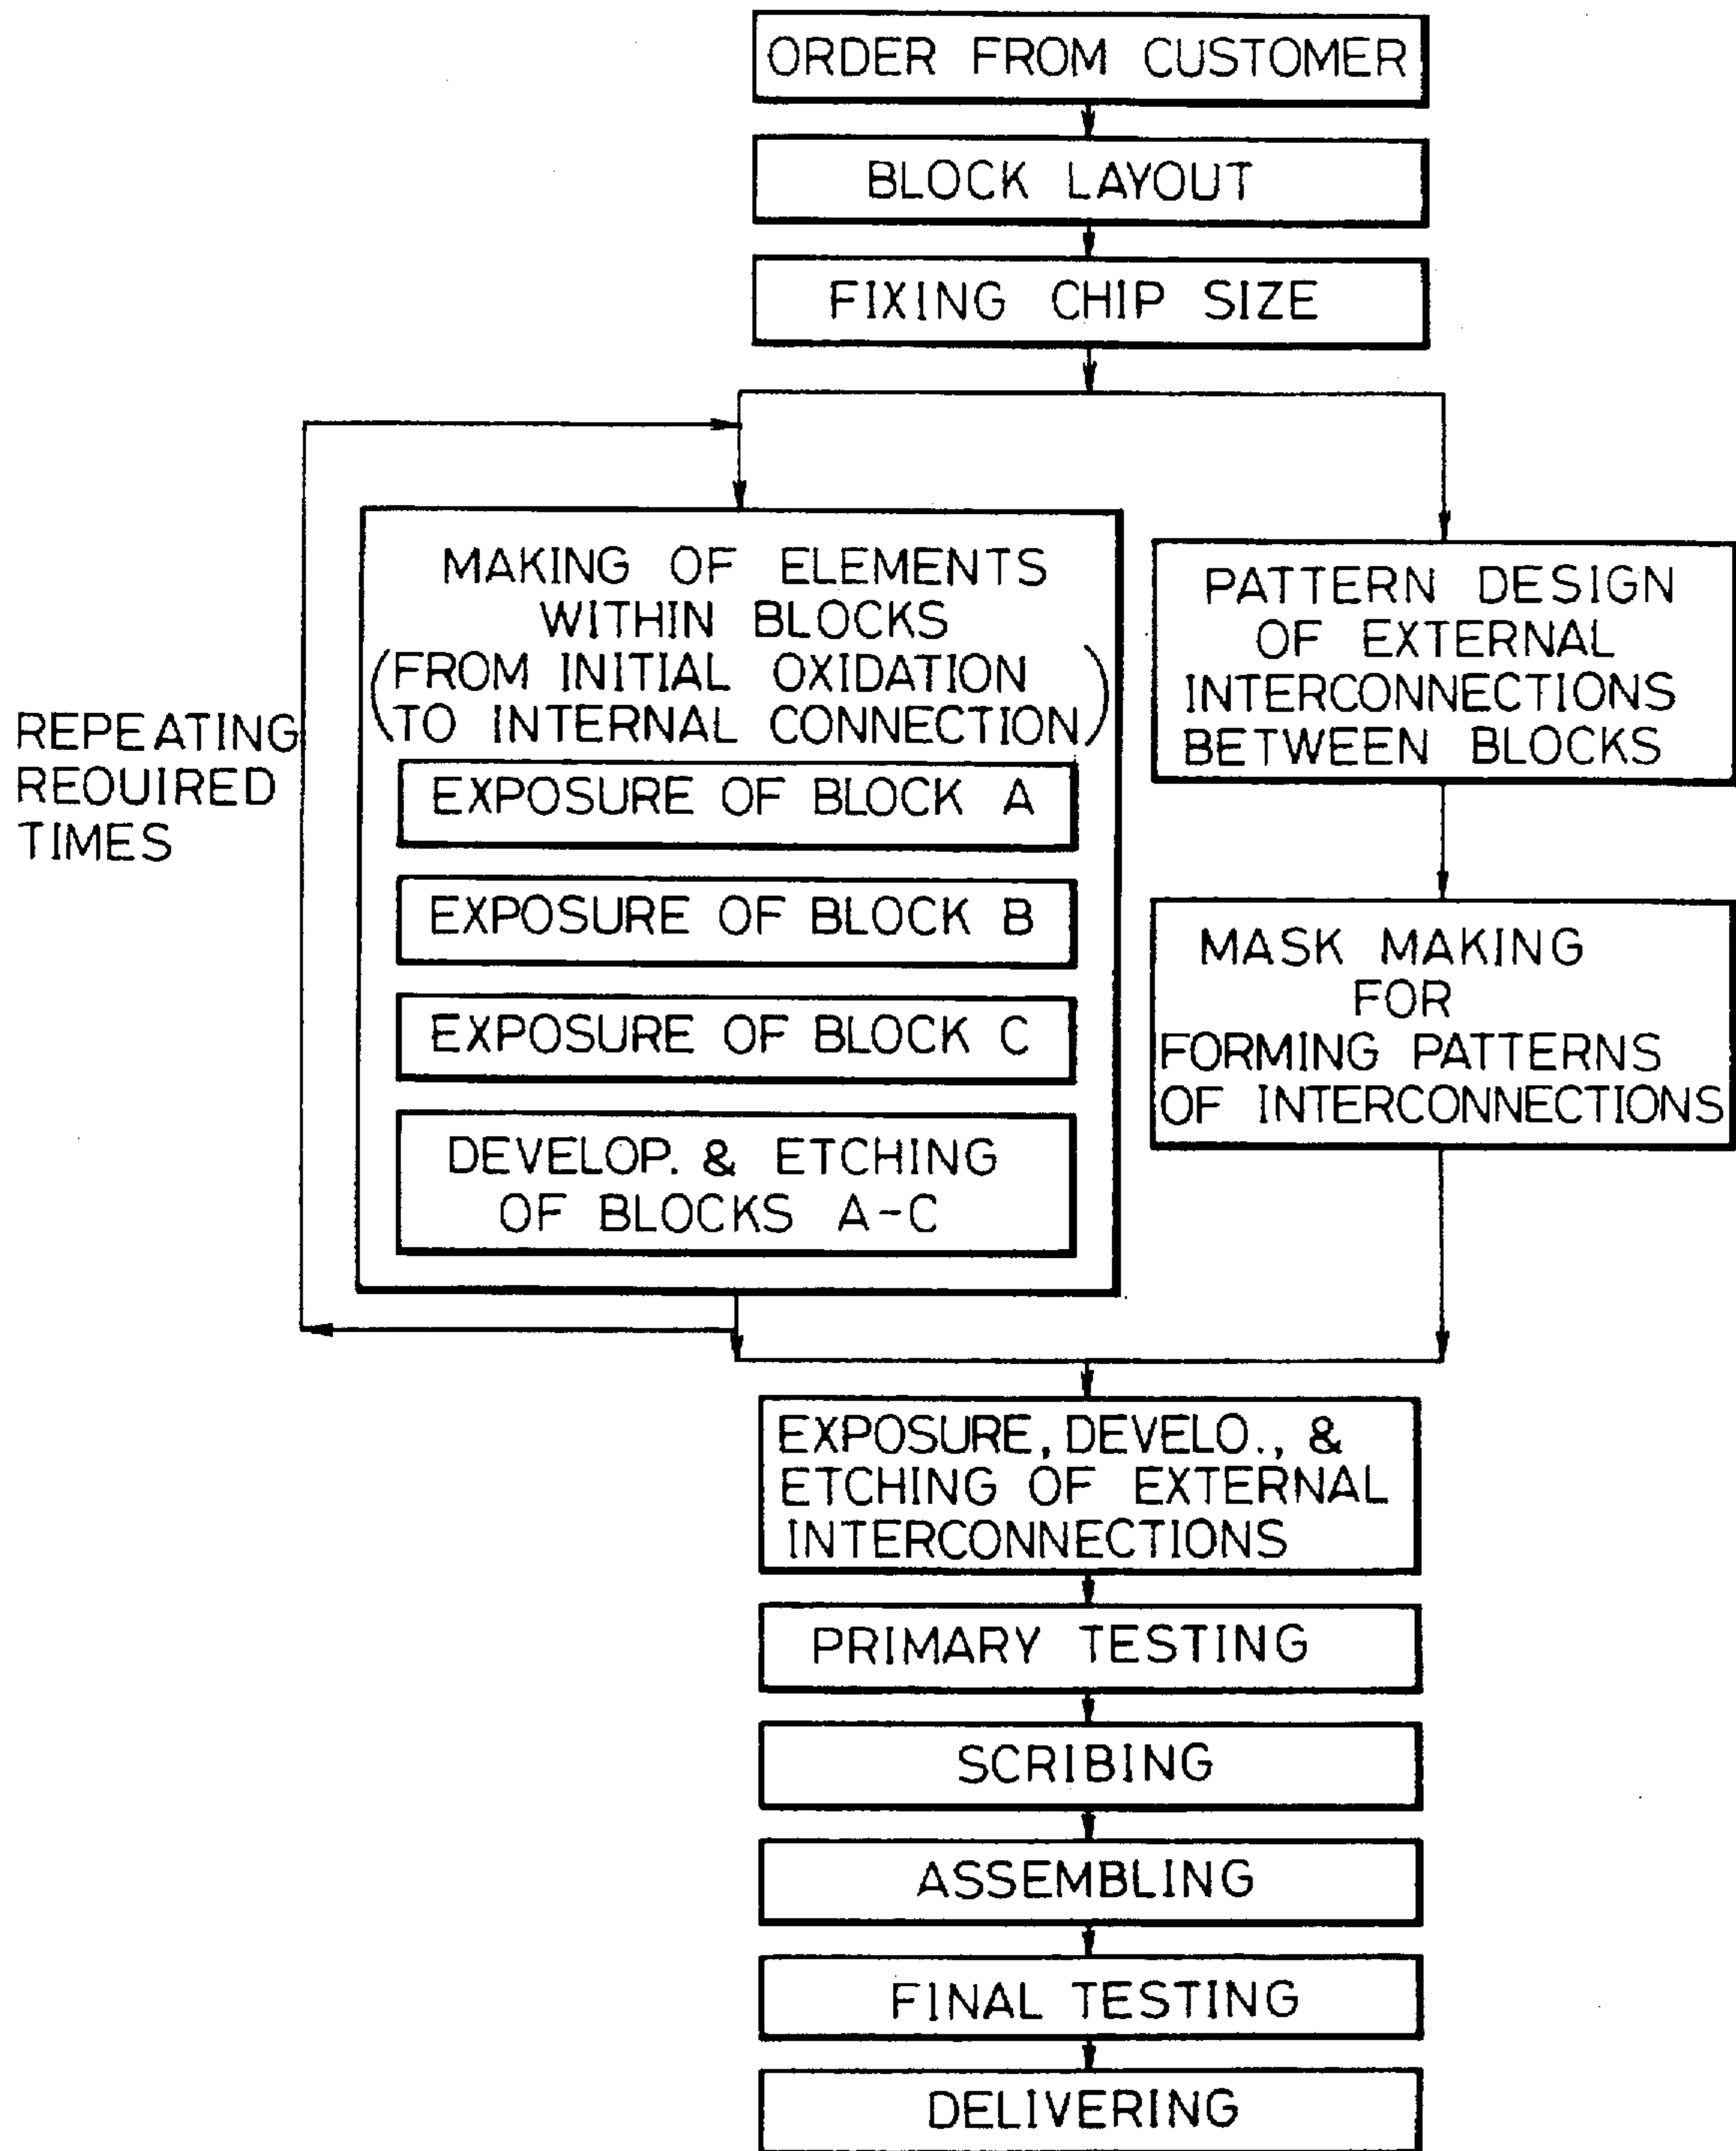 ORDER FROM CUSTOMER
BLOCK LAYOUT
FIXING CHIP SIZE
REPEATING
REQUIRED
TIMES
MAKING OF ELEMENTS
WITHIN BLOCKS
(FROM INITIAL OXIDATION
TO INTERNAL CONNECTION)
EXPOSURE OF BLOCK A
EXPOSURE OF BLOCK B
EXPOSURE OF BLOCK C
DEVELOP. & ETCHING
OF BLOCKS A-C
PATTERN DESIGN
OF EXTERNAL
INTERCONNECTIONS
BETWEEN BLOCKS
MASK MAKING
FOR
FORMING PATTERNS
OF INTERCONNECTIONS
EXPOSURE, DEVELO., &
ETCHING OF EXTERNAL
INTERCONNECTIONS
PRIMARY TESTING
SCRIBING
ASSEMBLING
FINAL TESTING
DELIVERING